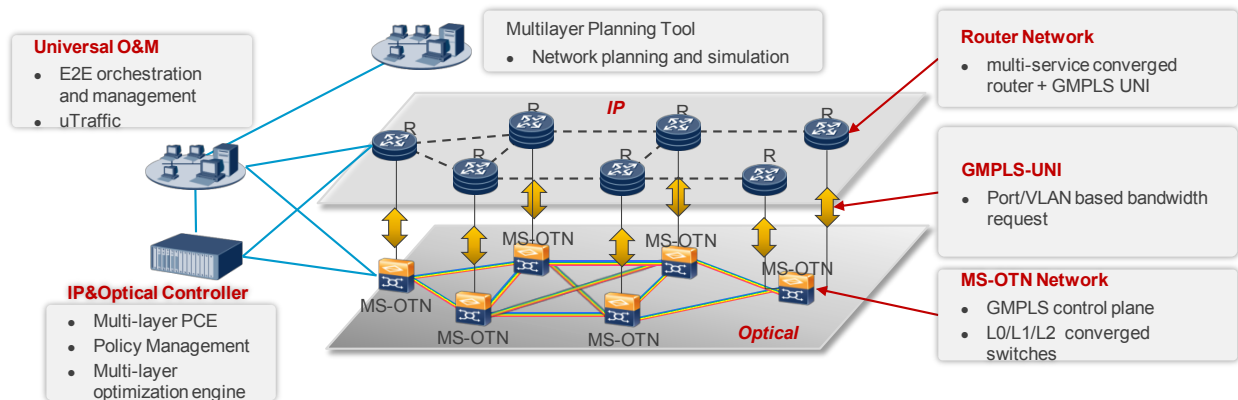 Universal O&M
● E2E orchestration
and management
● uTraffic
Multilayer Planning Tool
● Network planning and simulation
Router Network
● multi-service converged
router + GMPLS UNI
GMPLS-UNI
● Port/VLAN based bandwidth
request
MS-OTN Network
● GMPLS control plane
● L0/L1/L2 converged
switches
IP&Optical Controller
● Multi-layer PCE
● Policy Management
● Multi-layer
optimization engine
IP
R
R
R
R
R
R
R
MS-OTN
MS-OTN
MS-OTN
MS-OTN
MS-OTN
MS-OTN
Optical